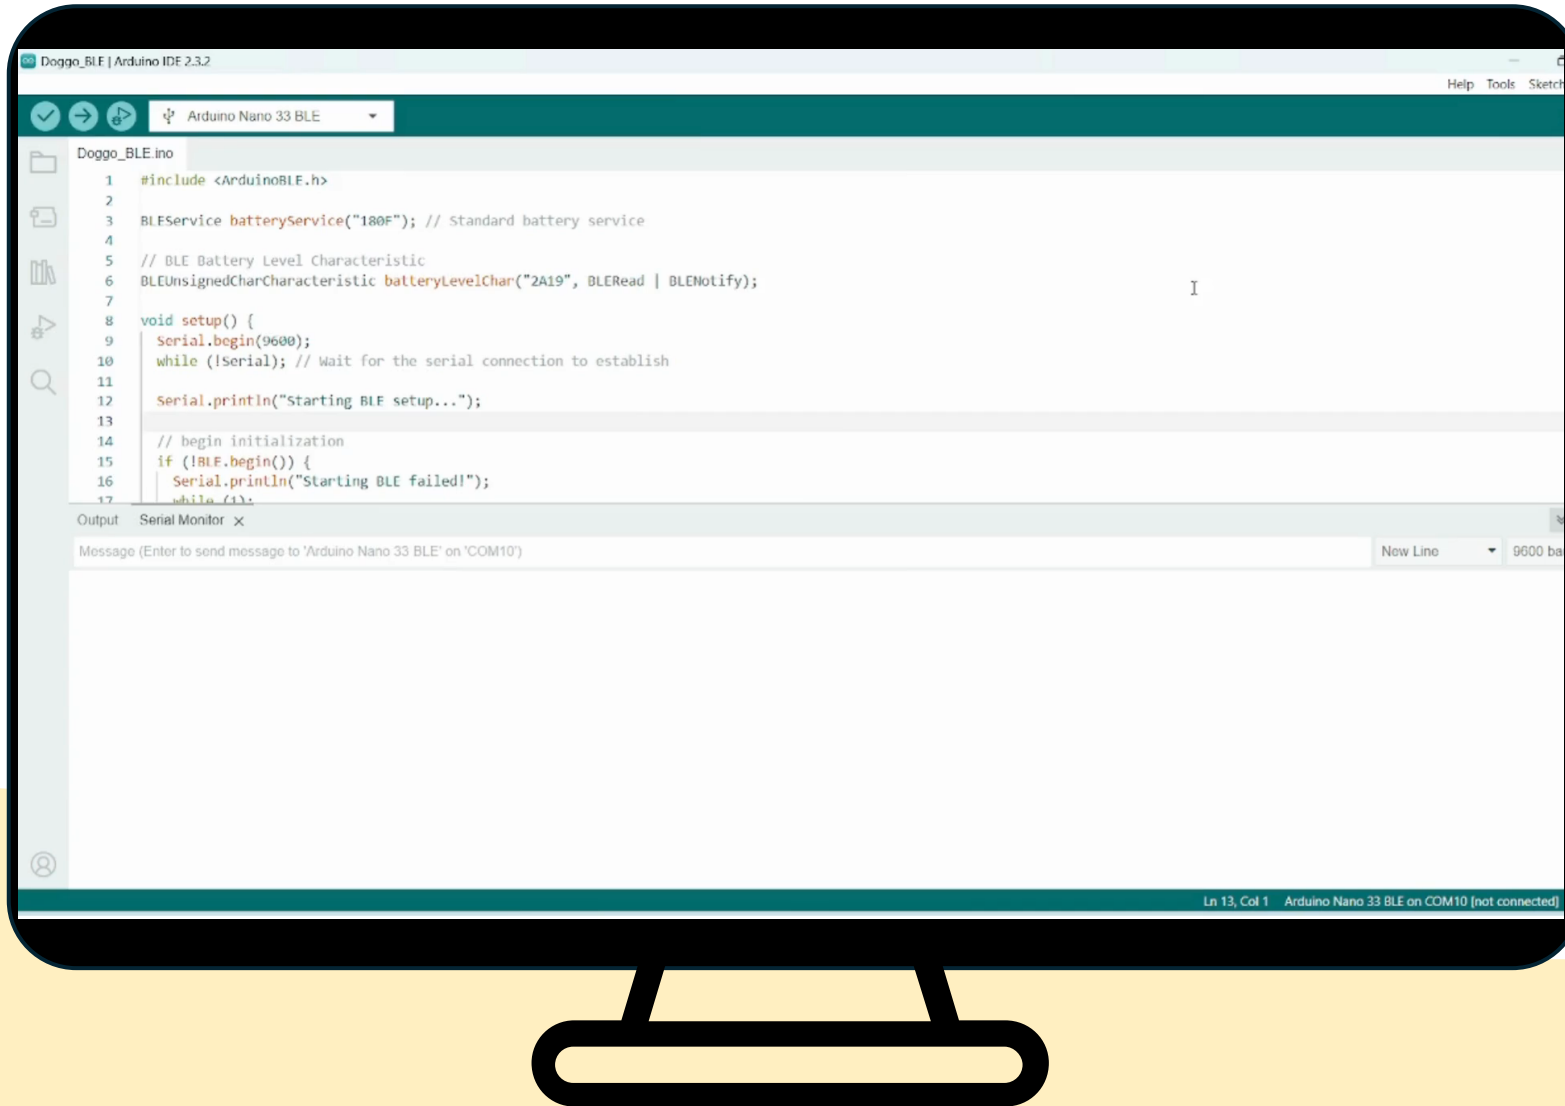 Doggo_BLE | Arduino IDE 2.3.2
Help Tools Sketch
Arduino Nano 33 BLE
Doggo_BLE.ino
1 #include <ArduinoBLE.h>
2
3 BLEService batteryService("180F"); // Standard battery service
4
5 // BLE Battery Level Characteristic
6 BLEUnsignedCharCharacteristic batteryLevelChar("2A19", BLERead | BLENotify);
7
8 void setup() {
9 Serial.begin(9600);
10 while (!Serial); // Wait for the serial connection to establish
11
12 Serial.println("Starting BLE setup...");
13
14 // begin initialization
15 if (!BLE.begin()) {
16 Serial.println("Starting BLE failed!");
17 while (1);
Output Serial Monitor
Message (Enter to send message to 'Arduino Nano 33 BLE' on 'COM10')
New Line 9600 ba
Ln 13, Col 1 Arduino Nano 33 BLE on COM10 [not connected]